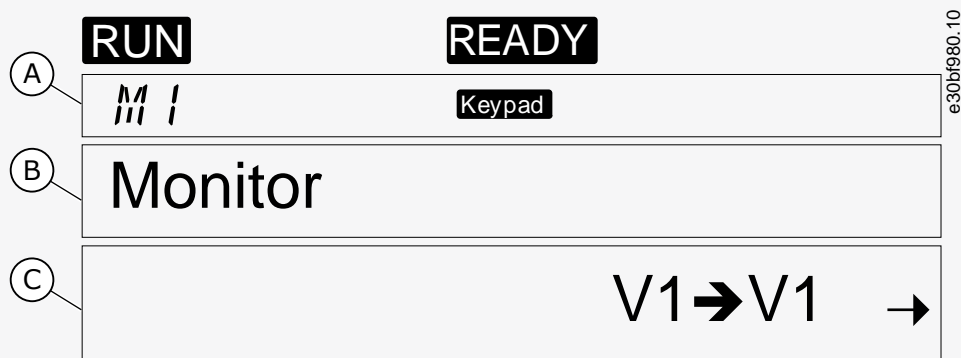 RUN READY
A M1 Keypad
B Monitor
C V1➔V1 →
e30bf980.10